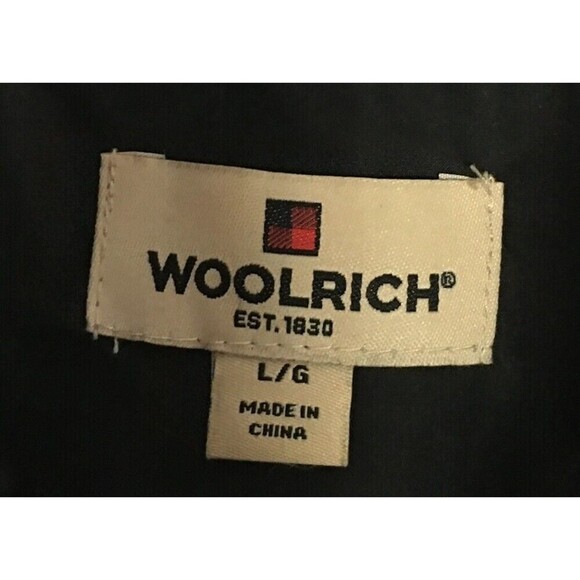 WOOLRICH®
EST. 1830
L/G
MADE IN
CHINA